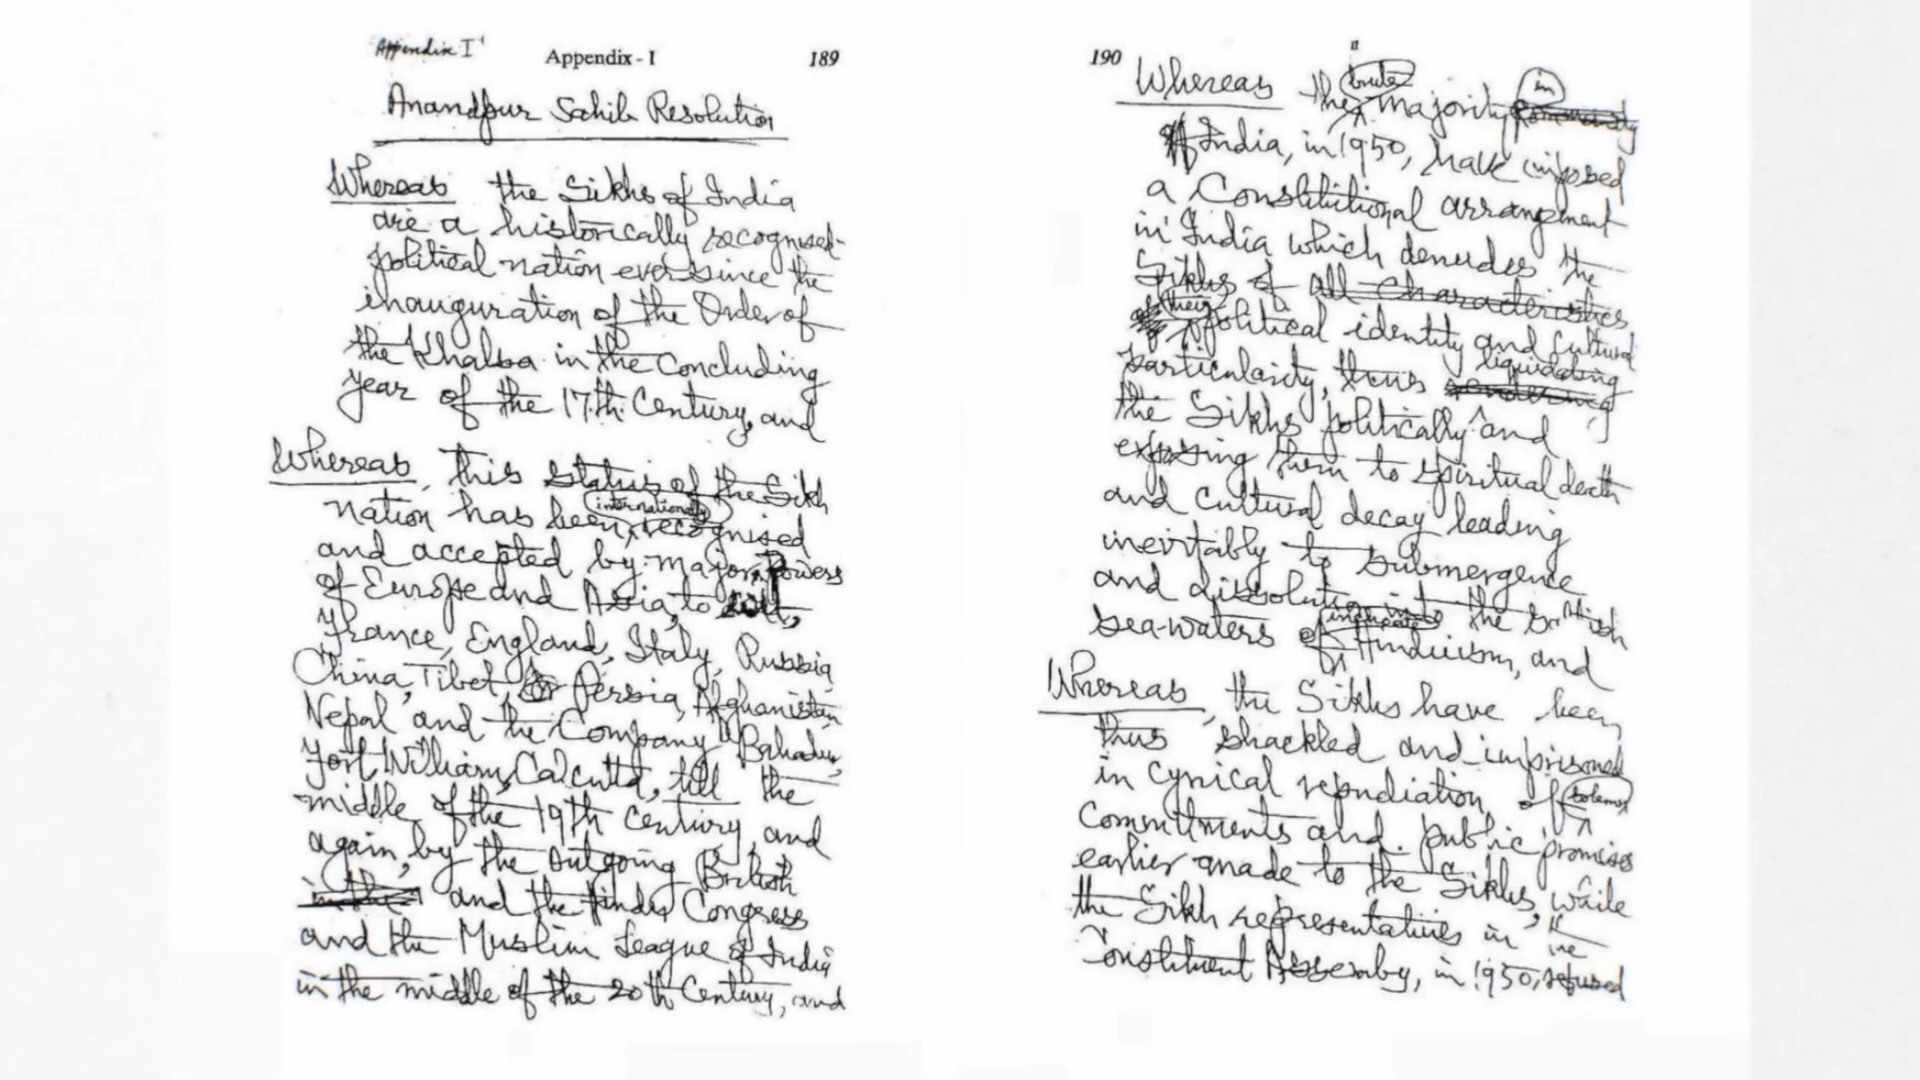 Appendix I
Appendix - I
189
Anandpur Sahib Resolution
Whereas the Sikhs of India
are a historically recognised
political nation ever since the
inauguration of the Order of
the Khalsa in the Concluding
year of the 17th Century, and
Whereas, this status of the Sikh
nation has been internationally recognised
and accepted by major Powers
of Europe and Asia, to wit,
France, England, Italy, Russia
China, Tibet, Persia, Afghanistan
Nepal and the Company Bahadur,
Fort William, Calcutta, till the
middle of the 19th century, and
again, by the outgoing British
in the and the Hindu Congress
and the Muslim League of India
in the middle of the 20th Century, and
190
Whereas the brute majority in
India, in 1950, have imposed
a Constitutional arrangement
in India which denudes the
Sikhs of all characteristics
their political identity and cultural
particularity, thus liquidating
the Sikhs politically and
exposing them to spiritual death
and cultural decay leading
inevitably to submergence
and dissolution into the saltish
sea-waters of Hinduism, and
Whereas, the Sikhs have been
thus shackled and imprisoned
in cynical repudiation of solemn
Commitments and public promises
earlier made to the Sikhs, while
the Sikh representatives in the
Constituent Assembly, in 1950, refused